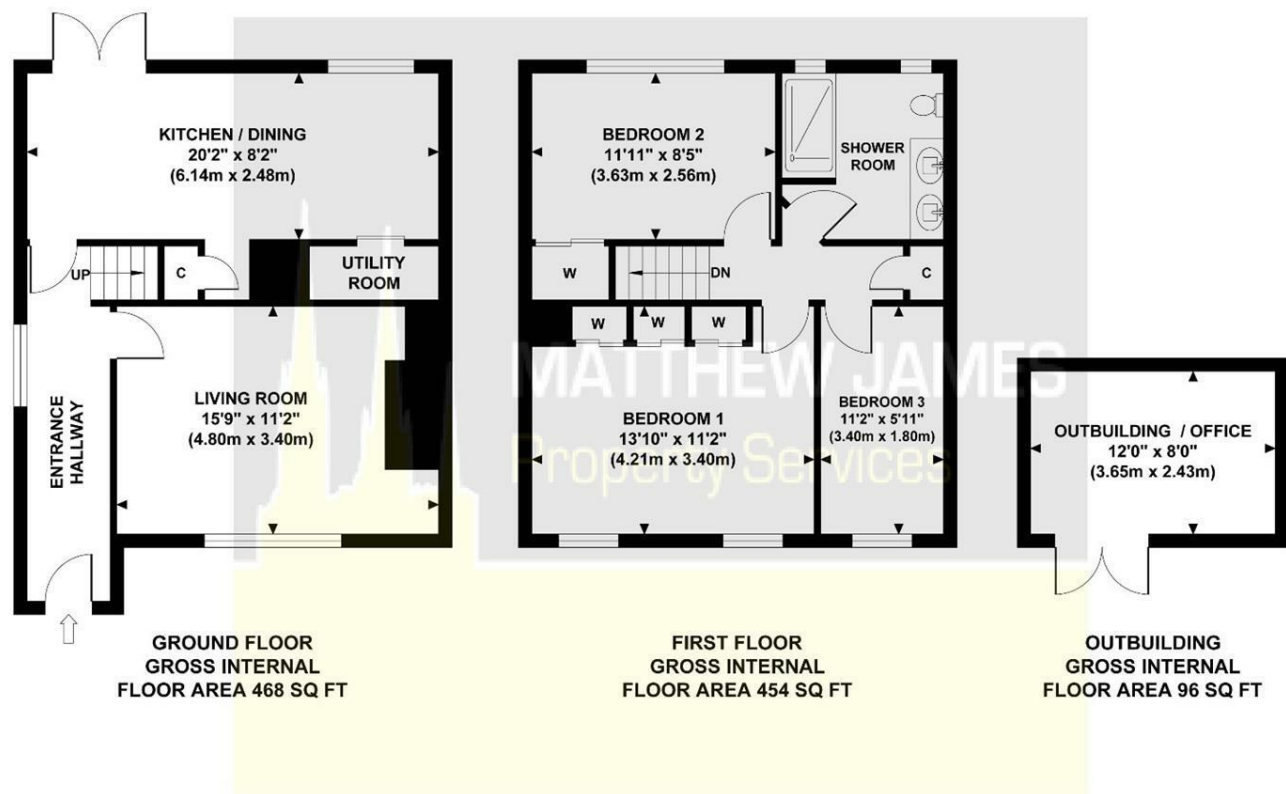 KITCHEN / DINING
20'2" x 8'2"
(6.14m x 2.48m)
UP
C
UTILITY
ROOM
LIVING ROOM
15'9" x 11'2"
(4.80m x 3.40m)
ENTRANCE
HALLWAY
GROUND FLOOR
GROSS INTERNAL
FLOOR AREA 468 SQ FT
BEDROOM 2
11'11" x 8'5"
(3.63m x 2.56m)
SHOWER
ROOM
W
DN
C
W
W
W
BEDROOM 1
13'10" x 11'2"
(4.21m x 3.40m)
BEDROOM 3
11'2" x 5'11"
(3.40m x 1.80m)
MATTHEW JAMES
Property Services
FIRST FLOOR
GROSS INTERNAL
FLOOR AREA 454 SQ FT
OUTBUILDING / OFFICE
12'0" x 8'0"
(3.65m x 2.43m)
OUTBUILDING
GROSS INTERNAL
FLOOR AREA 96 SQ FT